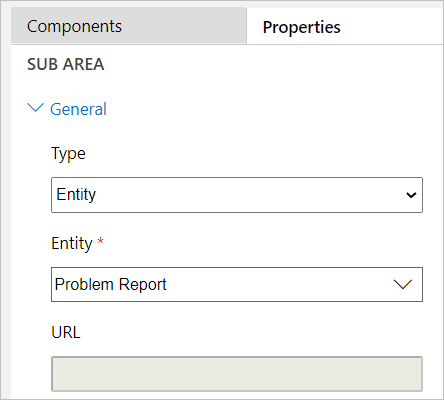 Components Properties
SUB AREA
General
Type
Entity
Entity *
Problem Report
URL